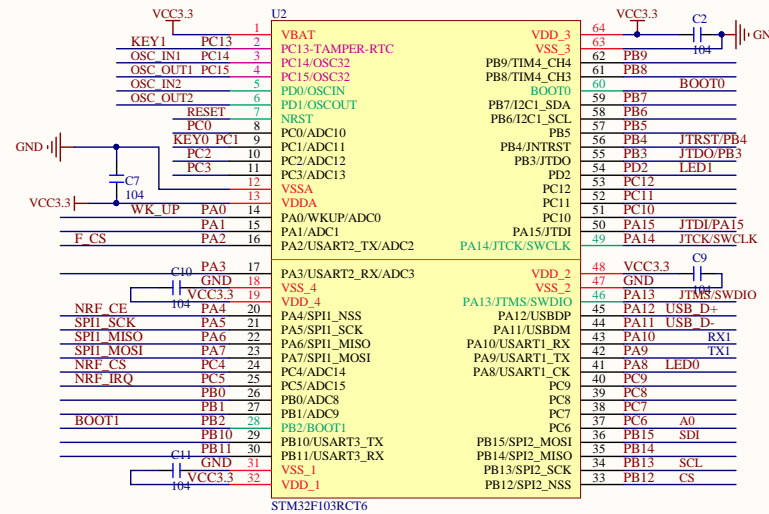 VCC3.3 U2 VCC3.3 C2
1 VBAT VDD_3 64
KEY1 PC13 2 PC13-TAMPER-RTC VSS_3 63 104 GND
OSC_IN1 PC14 3 PC14/OSC32 PB9/TIM4_CH4 62 PB9
OSC_OUT1 PC15 4 PC15/OSC32 PB8/TIM4_CH3 61 PB8
OSC_IN2 5 PD0/OSCIN BOOT0 60 BOOT0
OSC_OUT2 6 PD1/OSCOUT PB7/I2C1_SDA 59 PB7
RESET 7 NRST PB6/I2C1_SCL 58 PB6
PC0 8 PC0/ADC10 PB5 57 PB5
GND KEY0 PC1 9 PC1/ADC11 PB4/JNTRST 56 PB4 JTRST/PB4
PC2 10 PC2/ADC12 PB3/JTDO 55 PB3 JTDO/PB3
C7 PC3 11 PC3/ADC13 PD2 54 PD2 LED1
104 12 VSSA PC12 53 PC12
VCC3.3 13 VDDA PC11 52 PC11
WK_UP PA0 14 PA0/WKUP/ADC0 PC10 51 PC10
PA1 15 PA1/ADC1 PA15/JTDI 50 PA15 JTDI/PA15
F_CS PA2 16 PA2/USART2_TX/ADC2 PA14/JTCK/SWCLK 49 PA14 JTCK/SWCLK
C10 PA3 17 PA3/USART2_RX/ADC3 VDD_2 48 VCC3.3 C9
GND 18 VSS_4 VSS_2 47 GND 104
104 VCC3.3 19 VDD_4 PA13/JTMS/SWDIO 46 PA13 JTMS/SWDIO
NRF_CE PA4 20 PA4/SPI1_NSS PA12/USBDP 45 PA12 USB_D+
SPI1_SCK PA5 21 PA5/SPI1_SCK PA11/USBDM 44 PA11 USB_D-
SPI1_MISO PA6 22 PA6/SPI1_MISO PA10/USART1_RX 43 PA10 RX1
SPI1_MOSI PA7 23 PA7/SPI1_MOSI PA9/USART1_TX 42 PA9 TX1
NRF_CS PC4 24 PC4/ADC14 PA8/USART1_CK 41 PA8 LED0
NRF_IRQ PC5 25 PC5/ADC15 PC9 40 PC9
PB0 26 PB0/ADC8 PC8 39 PC8
PB1 27 PB1/ADC9 PC7 38 PC7
BOOT1 PB2 28 PB2/BOOT1 PC6 37 PC6 A0
PB10 29 PB10/USART3_TX PB15/SPI2_MOSI 36 PB15 SDI
C11 PB11 30 PB11/USART3_RX PB14/SPI2_MISO 35 PB14
GND 31 VSS_1 PB13/SPI2_SCK 34 PB13 SCL
104 VCC3.3 32 VDD_1 PB12/SPI2_NSS 33 PB12 CS
STM32F103RCT6